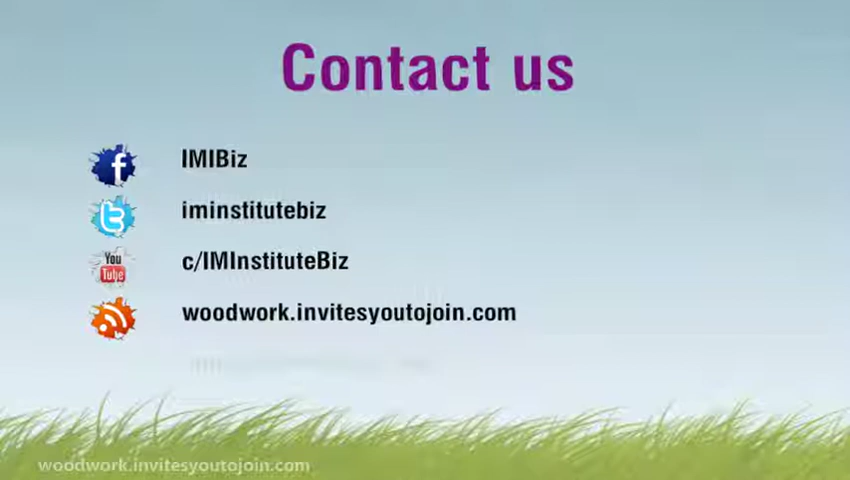 Contact us
f
IMIBiz
t
iminstitutebiz
You
Tube
c/IMInstituteBiz
woodwork.invitesyoutojoin.com
woodwork.invitesyoutojoin.com